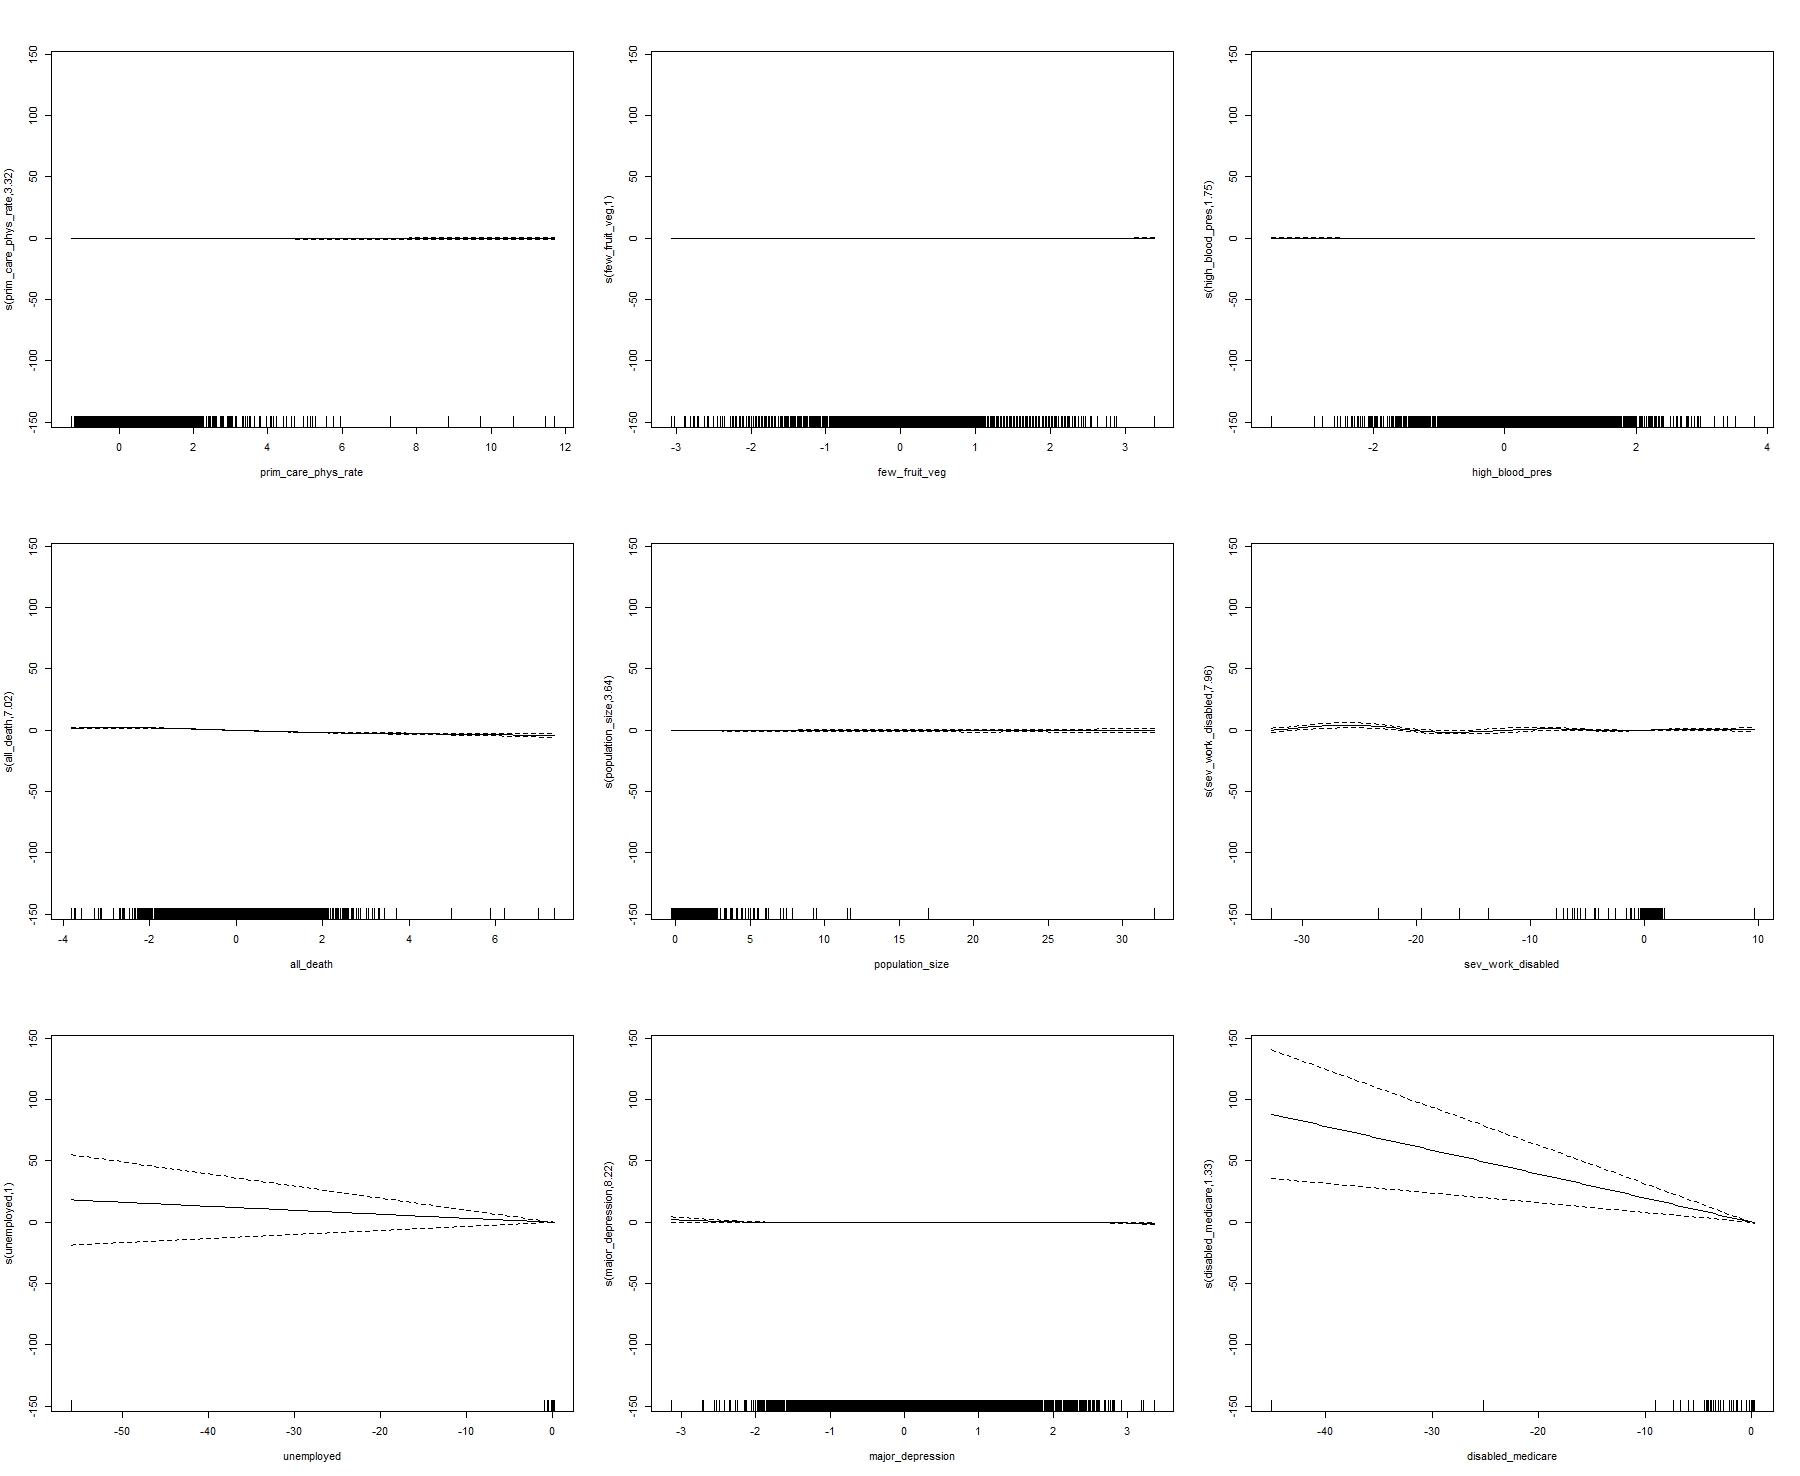 s(prim_care_phys_rate,3.32)
150
100
50
0
-50
-100
-150
0 2 4 6 8 10 12
prim_care_phys_rate
s(few_fruit_veg,1)
150
100
50
0
-50
-100
-150
-3 -2 -1 0 1 2 3
few_fruit_veg
s(high_blood_pres,1.75)
150
100
50
0
-50
-100
-150
-2 0 2 4
high_blood_pres
s(all_death,7.02)
150
100
50
0
-50
-100
-150
-4 -2 0 2 4 6
all_death
s(population_size,3.64)
150
100
50
0
-50
-100
-150
0 5 10 15 20 25 30
population_size
s(sev_work_disabled,7.96)
150
100
50
0
-50
-100
-150
-30 -20 -10 0 10
sev_work_disabled
s(unemployed,1)
150
100
50
0
-50
-100
-150
-50 -40 -30 -20 -10 0
unemployed
s(major_depression,8.22)
150
100
50
0
-50
-100
-150
-3 -2 -1 0 1 2 3
major_depression
s(disabled_medicare,1.33)
150
100
50
0
-50
-100
-150
-40 -30 -20 -10 0
disabled_medicare